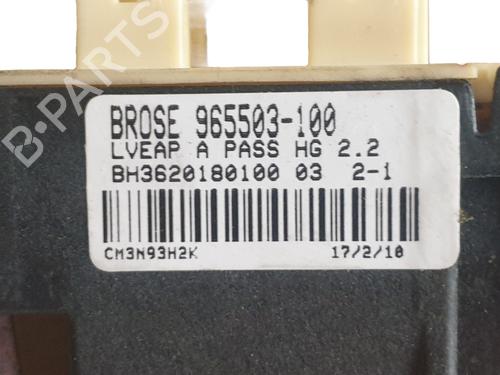 BROSE 965503-100
LVEAP A PASS HG 2.2
BH3620180100 03 2-1
CM3N93H2K 17/2/10
B-PARTS